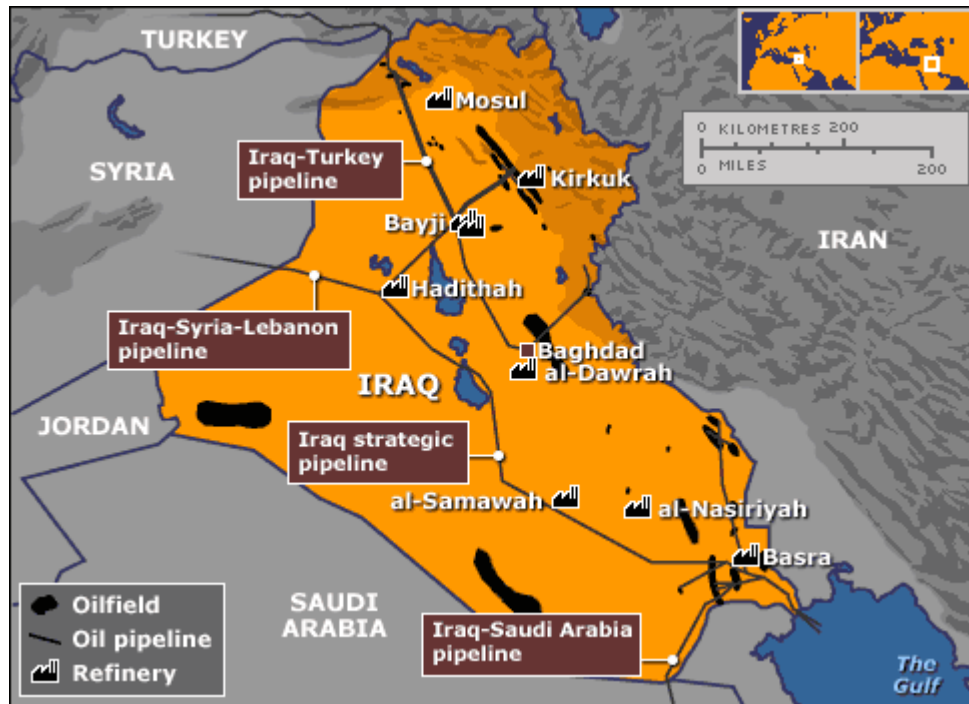 TURKEY
0 KILOMETRES 200
0 MILES 200
Mosul
SYRIA
Iraq-Turkey
pipeline
Kirkuk
Bayji
IRAN
Hadithah
Iraq-Syria-Lebanon
pipeline
Baghdad
al-Dawrah
IRAQ
JORDAN
Iraq strategic
pipeline
al-Samawah
al-Nasiriyah
Basra
SAUDI
ARABIA
Iraq-Saudi Arabia
pipeline
Oilfield
Oil pipeline
Refinery
The
Gulf